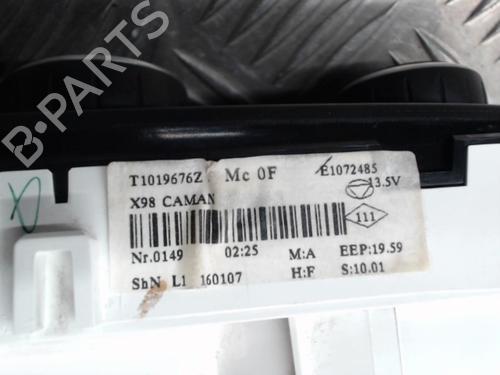 B-PARTS
T1019676Z Mc 0F E1072485
X98 CAMAN 13.5V
111
Nr.0149 02:25 M:A EEP:19.59
ShN L1 160107 H:F S:10.01